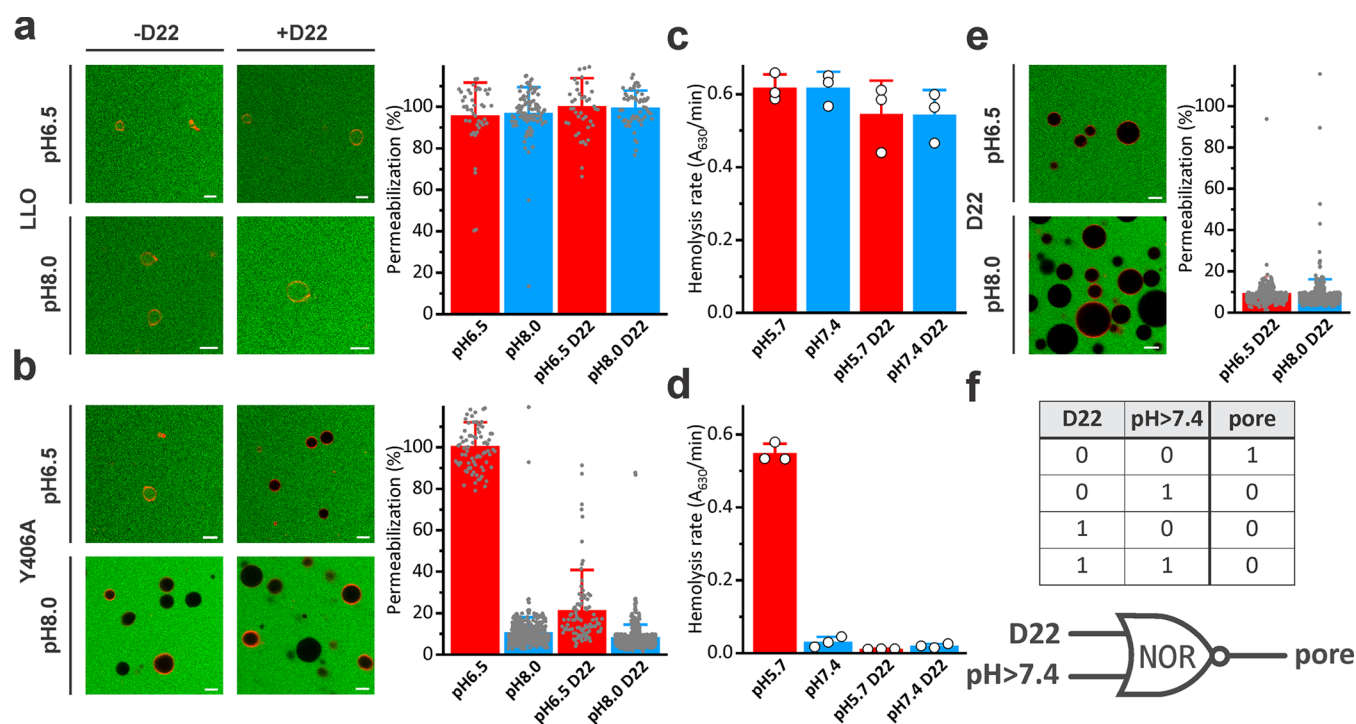 a
-D22
+D22
LLO
pH6.5
pH8.0
Permeabilization (%)
100
80
60
40
20
0
pH6.5
pH8.0
pH6.5 D22
pH8.0 D22
b
Y406A
pH6.5
pH8.0
Permeabilization (%)
100
80
60
40
20
0
pH6.5
pH8.0
pH6.5 D22
pH8.0 D22
c
Hemolysis rate (A630/min)
0.6
0.4
0.2
0.0
pH5.7
pH7.4
pH5.7 D22
pH7.4 D22
d
Hemolysis rate (A630/min)
0.6
0.4
0.2
0.0
pH5.7
pH7.4
pH5.7 D22
pH7.4 D22
e
D22
pH6.5
pH8.0
Permeabilization (%)
100
80
60
40
20
0
pH6.5 D22
pH8.0 D22
f
D22 pH>7.4 pore
0 0 1
0 1 0
1 0 0
1 1 0
D22
pH>7.4
NOR
pore